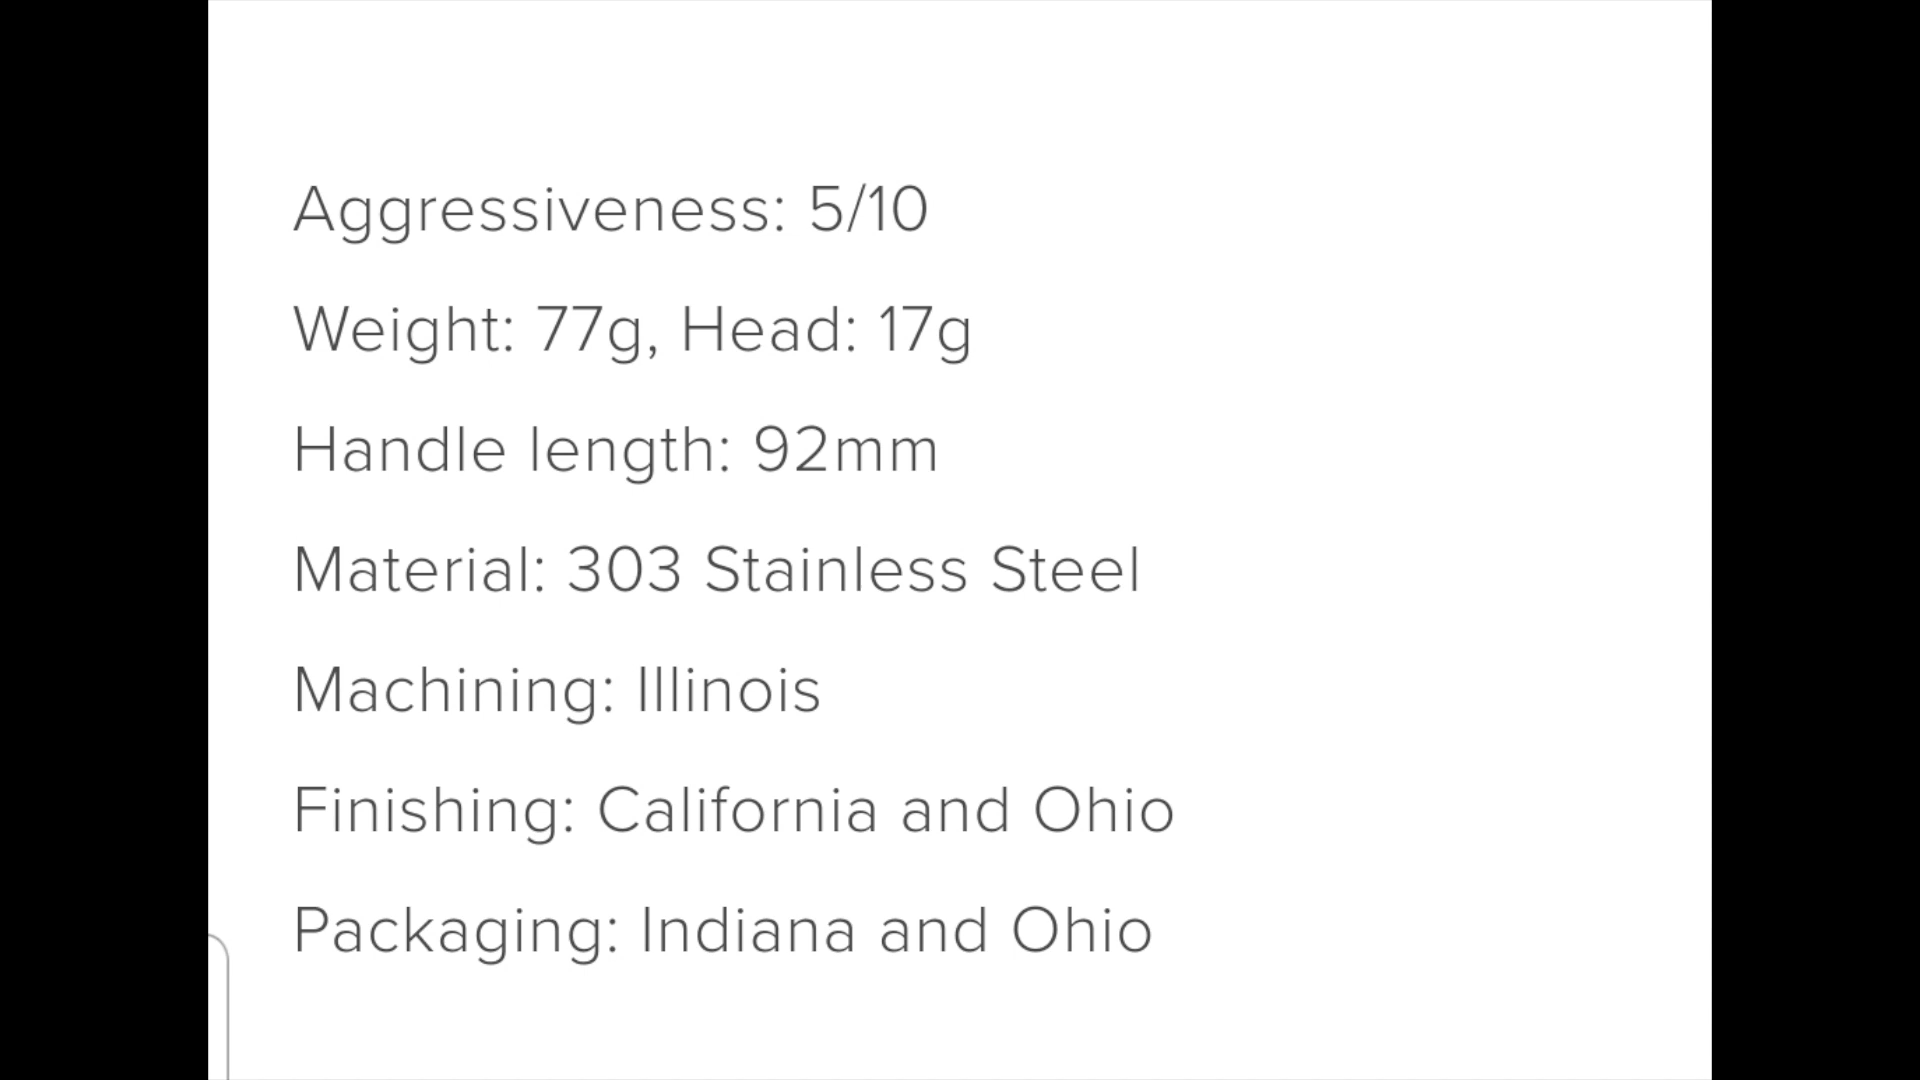 Aggressiveness: 5/10
Weight: 77g, Head: 17g
Handle length: 92mm
Material: 303 Stainless Steel
Machining: Illinois
Finishing: California and Ohio
Packaging: Indiana and Ohio